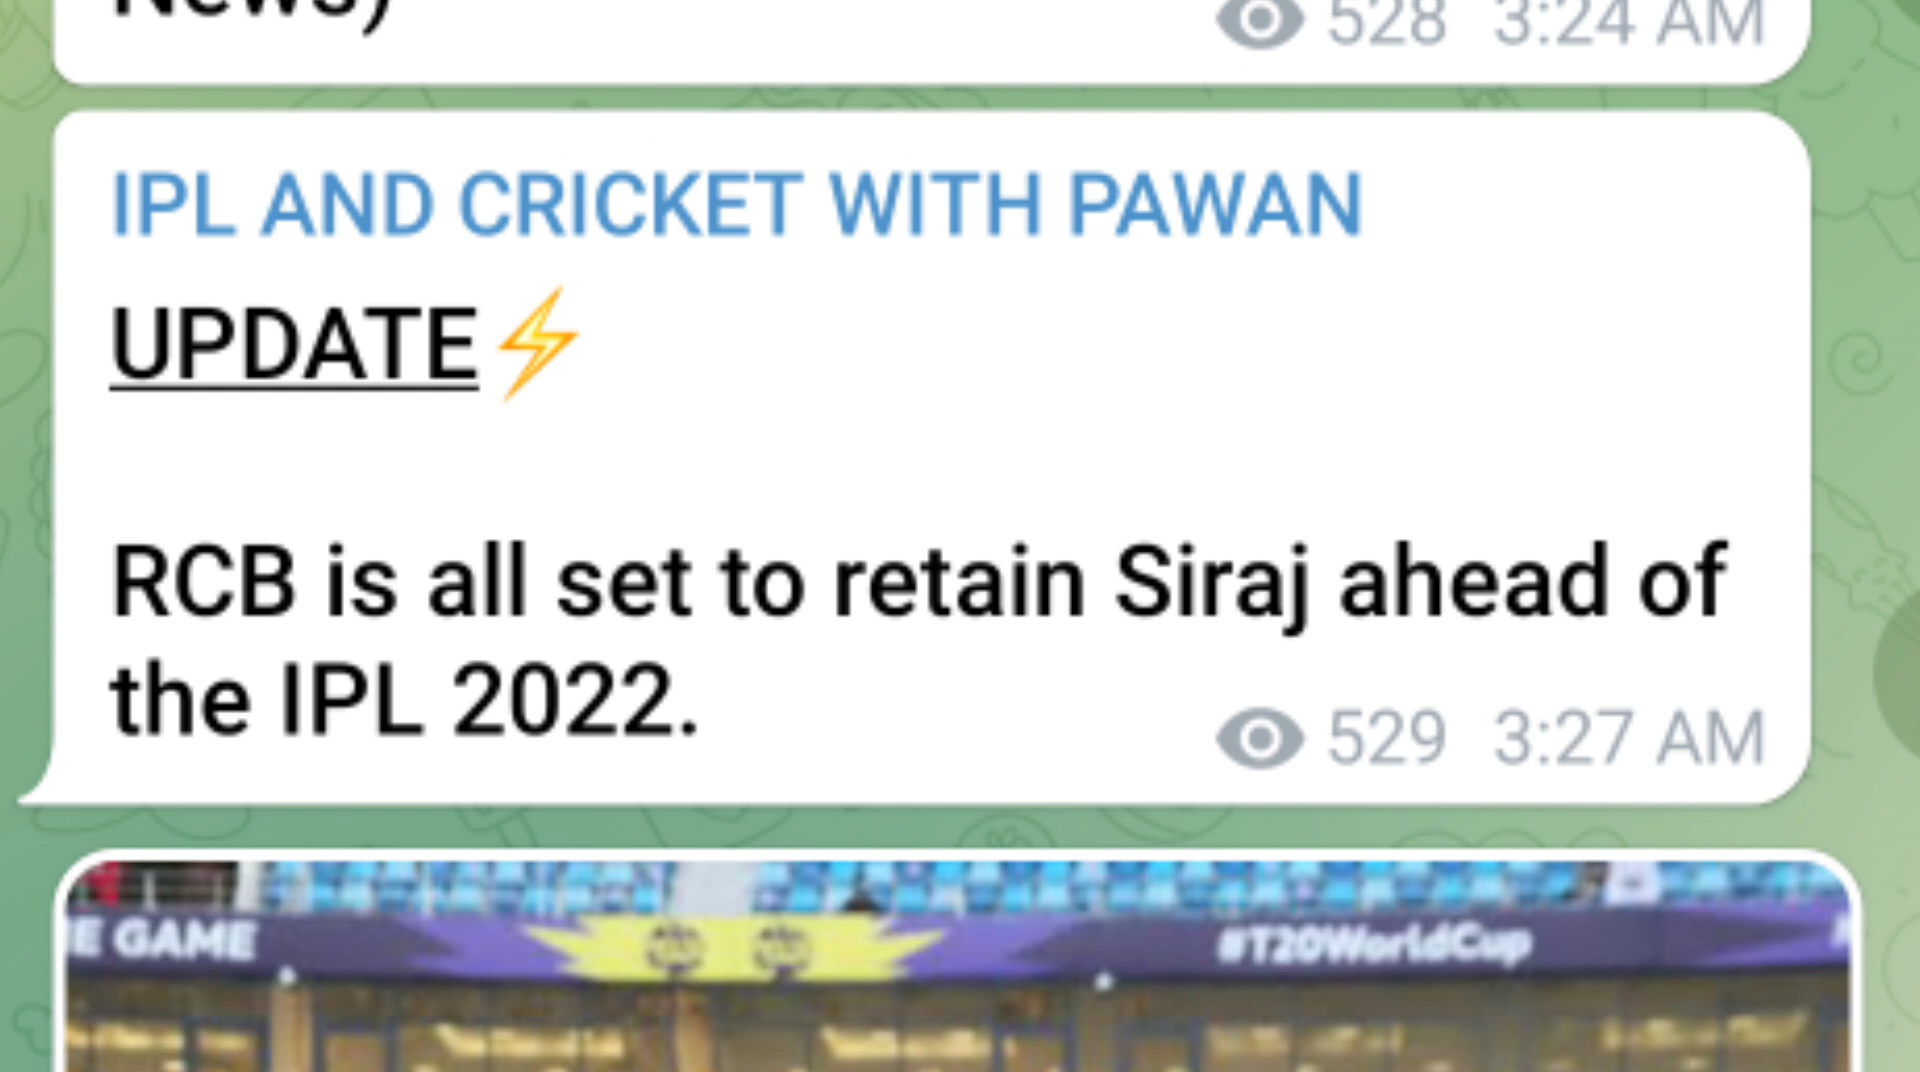 News)
528 3:24 AM
IPL AND CRICKET WITH PAWAN
UPDATE⚡
RCB is all set to retain Siraj ahead of
the IPL 2022.
529 3:27 AM
E GAME
#T20WorldCup